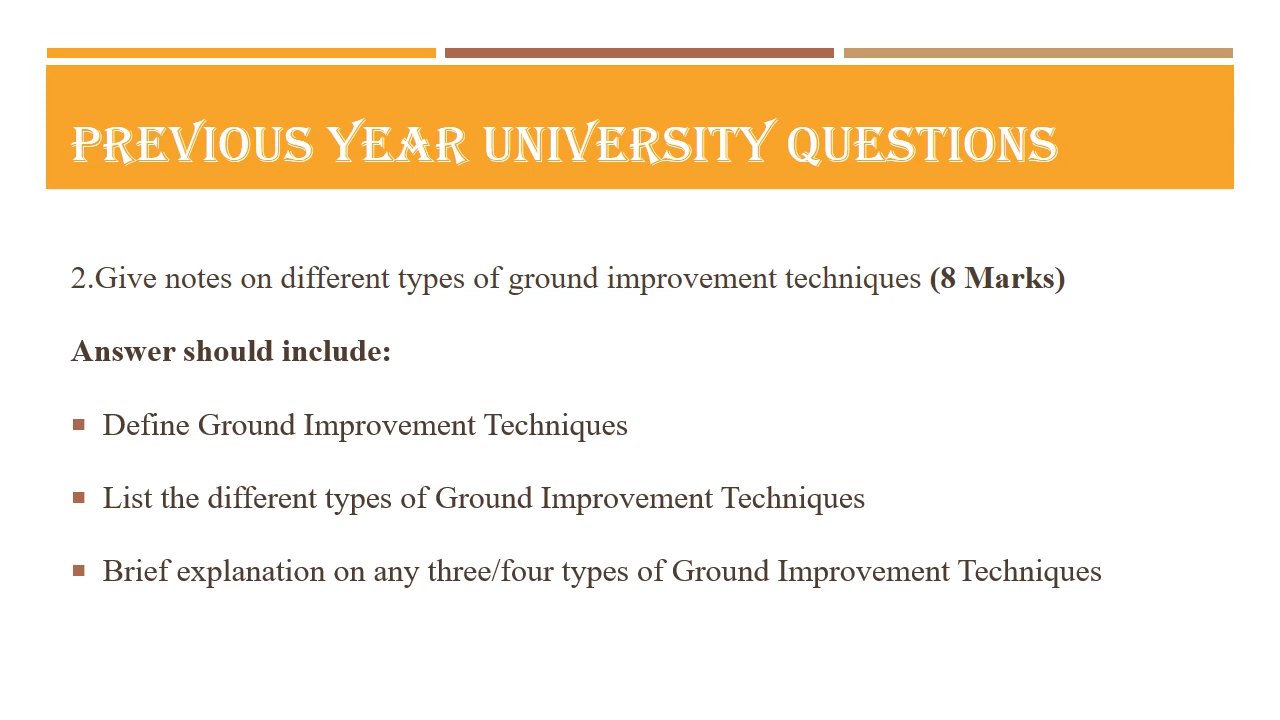 PREVIOUS YEAR UNIVERSITY QUESTIONS
2.Give notes on different types of ground improvement techniques (8 Marks)
Answer should include:
Define Ground Improvement Techniques
List the different types of Ground Improvement Techniques
Brief explanation on any three/four types of Ground Improvement Techniques